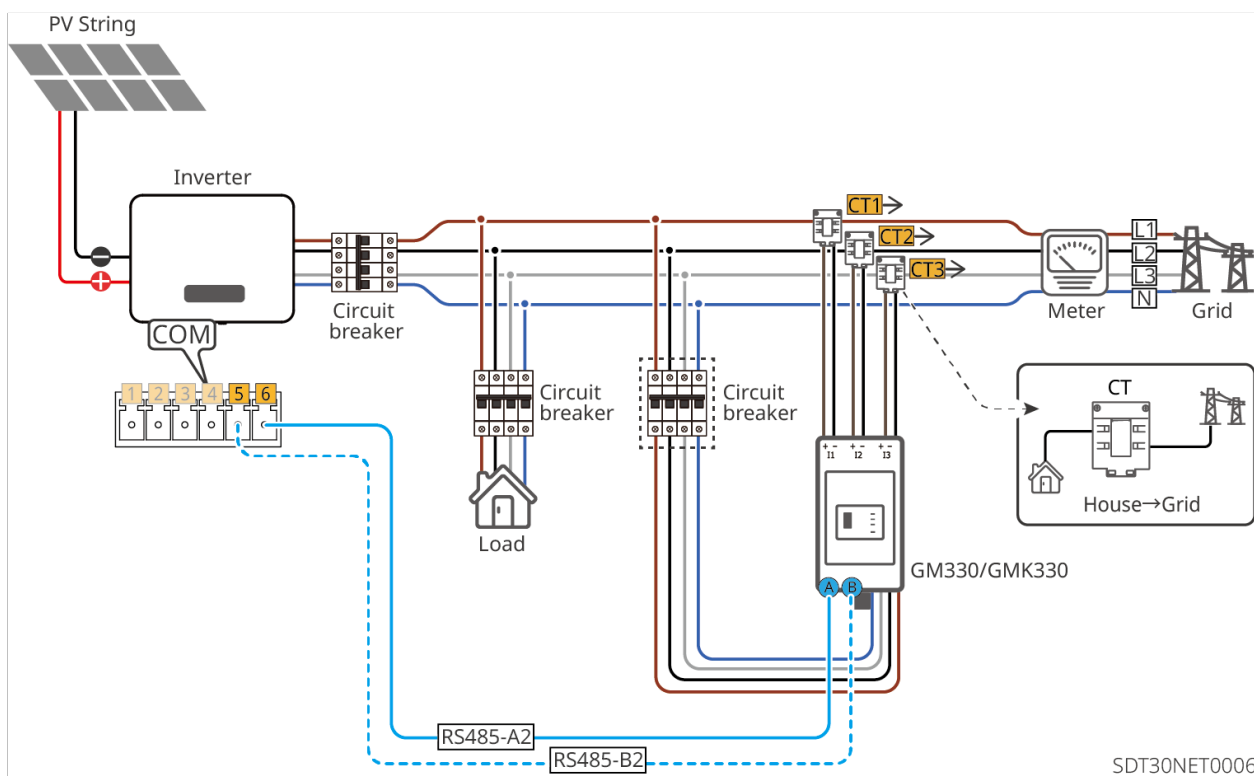 PV String
Inverter
CT1
CT2
CT3
L1
L2
L3
N
Circuit
breaker
Meter
Grid
COM
1 2 3 4 5 6
Circuit
breaker
Circuit
breaker
CT
House→Grid
+ - + - + -
I1 I2 I3
Load
GM330/GMK330
A B
RS485-A2
RS485-B2
SDT30NET0006